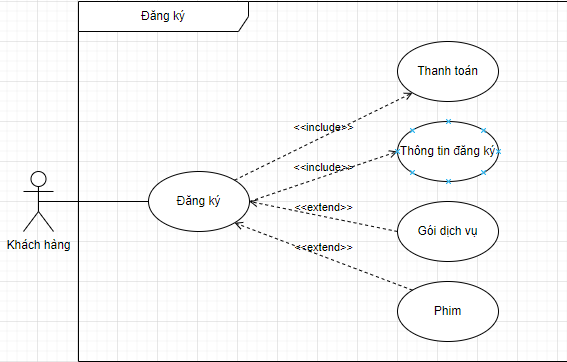 Đăng ký
Thanh toán
<<include>>
Thông tin đăng ký
<<include>>
Đăng ký
<<extend>>
Gói dịch vụ
Khách hàng
<<extend>>
Phim